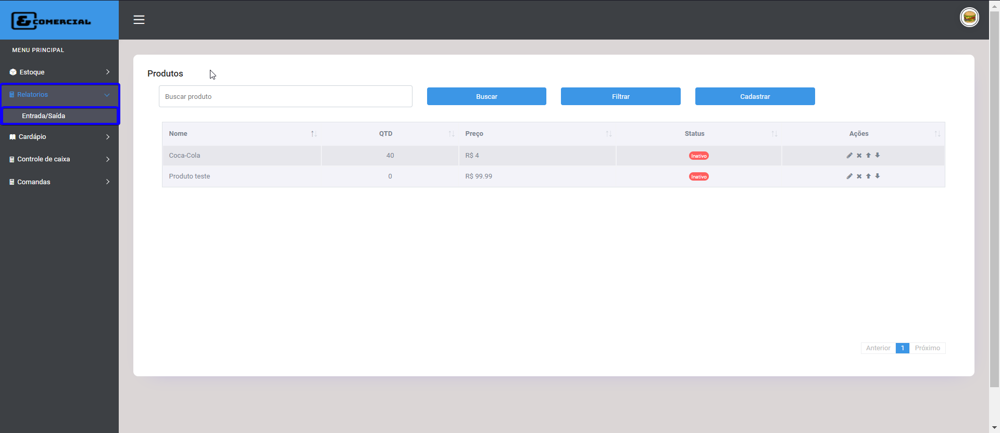 & COMERCIAL
MENU PRINCIPAL
Estoque
Relatorios
Entrada/Saída
Cardápio
Controle de caixa
Comandas
Produtos
Buscar produto
Buscar
Filtrar
Cadastrar
Nome QTD Preço Status Ações
Coca-Cola 40 R$ 4 Inativo
Produto teste 0 R$ 99.99 Inativo
Anterior 1 Próximo